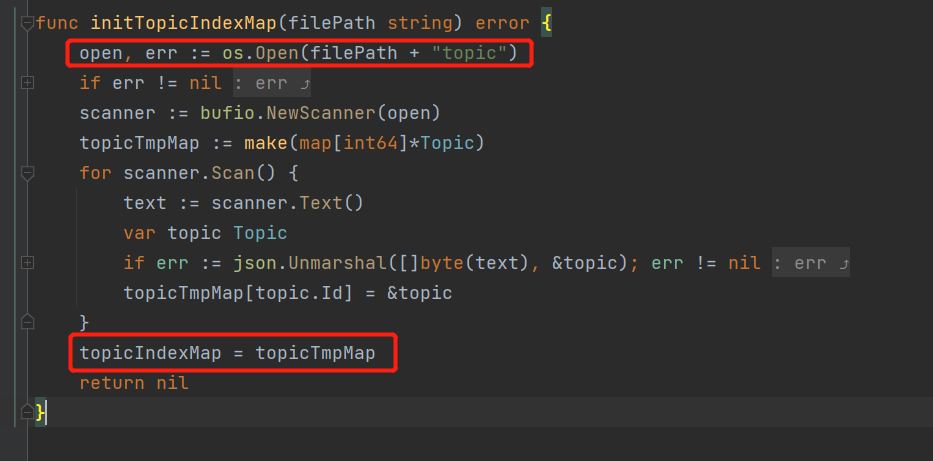 func initTopicIndexMap(filePath string) error {
    open, err := os.Open(filePath + "topic")
    if err != nil : err ⤴
    scanner := bufio.NewScanner(open)
    topicTmpMap := make(map[int64]*Topic)
    for scanner.Scan() {
        text := scanner.Text()
        var topic Topic
        if err := json.Unmarshal([]byte(text), &topic); err != nil : err ⤴
        topicTmpMap[topic.Id] = &topic
    }
    topicIndexMap = topicTmpMap
    return nil
}